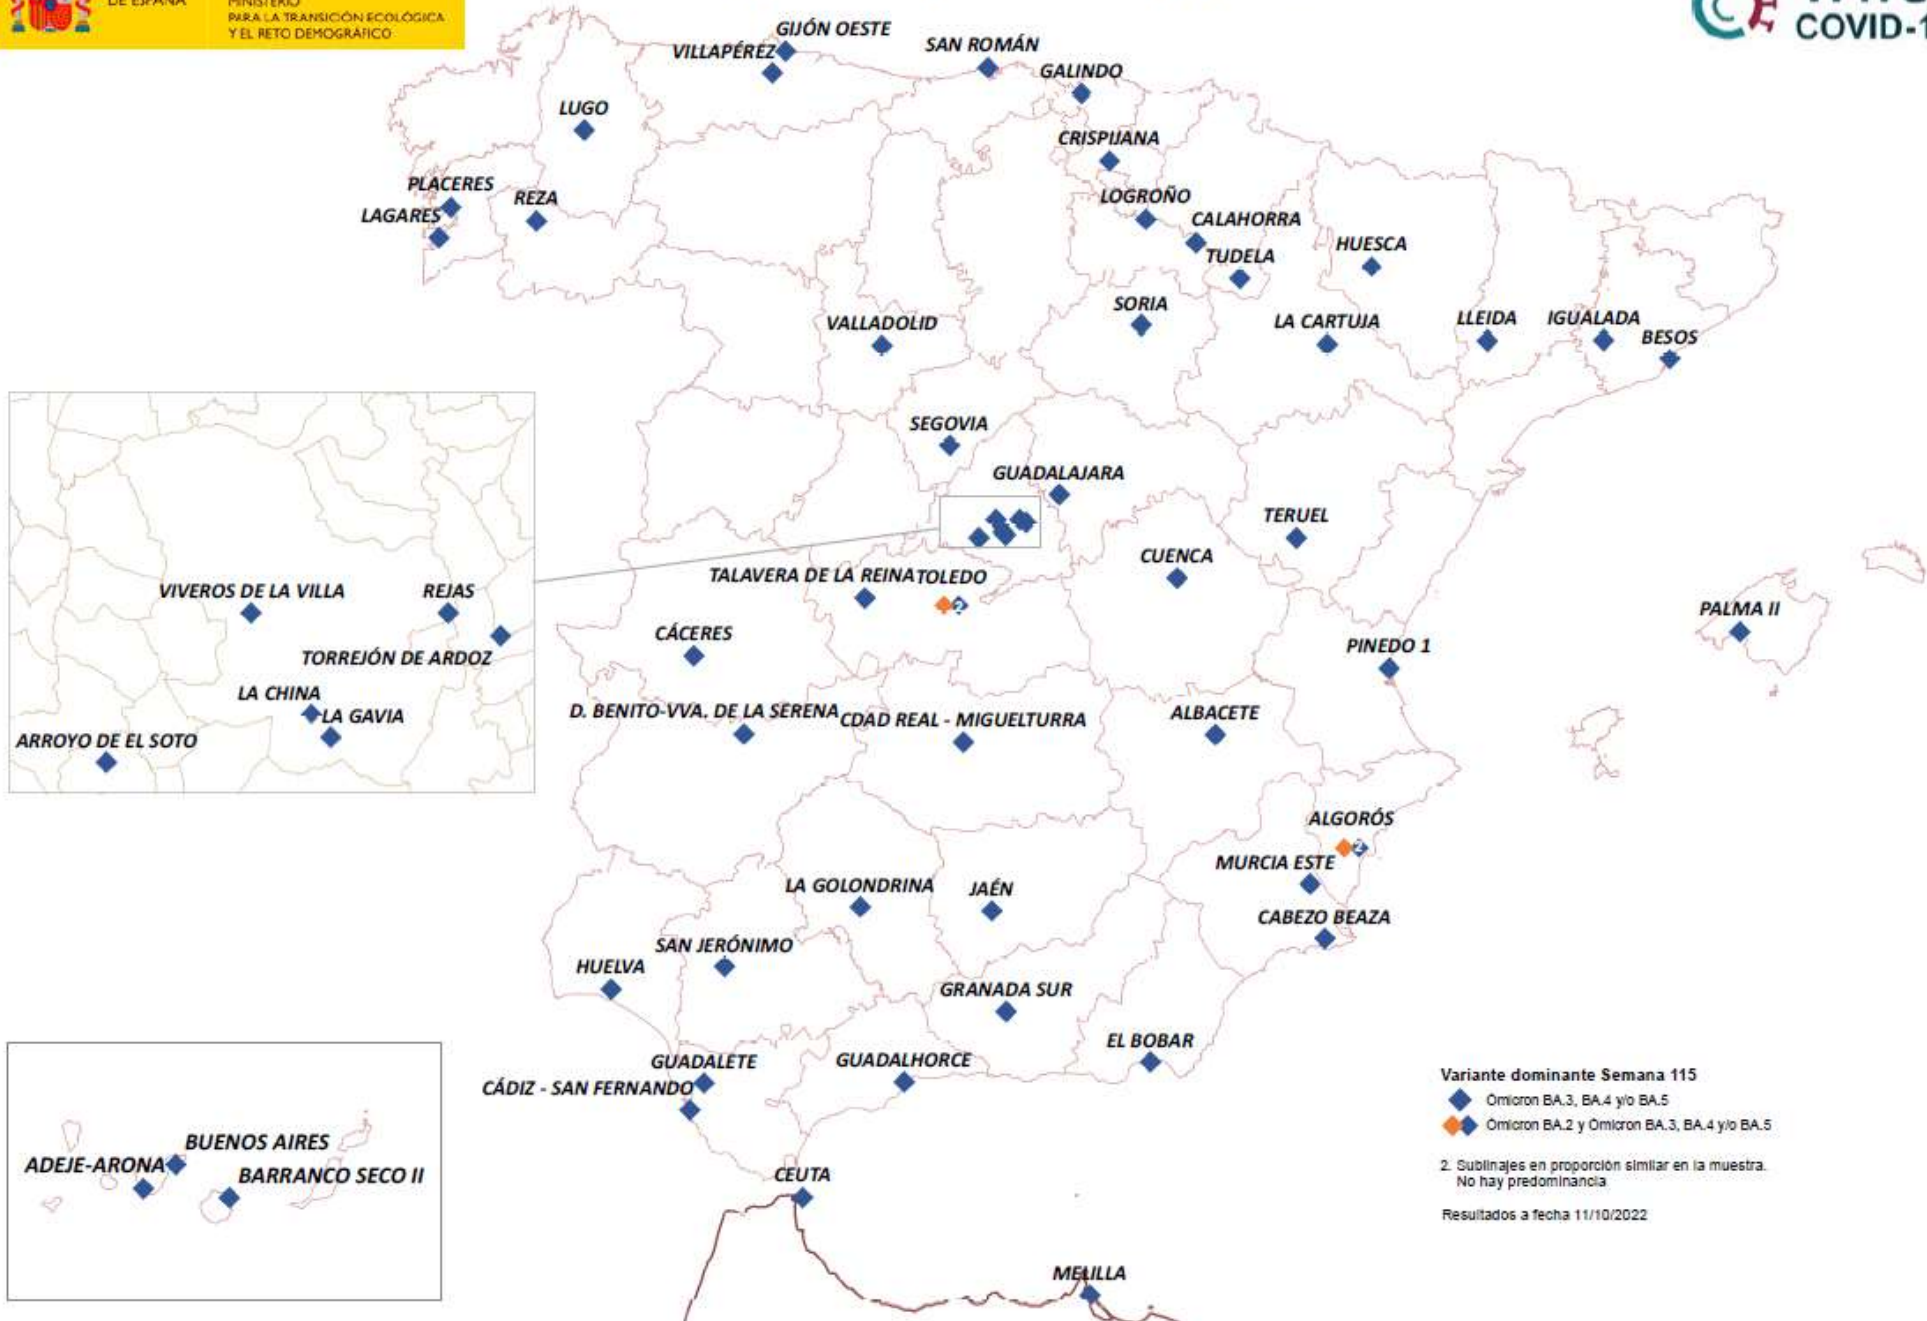 DE ESPAÑA
MINISTERIO
PARA LA TRANSICIÓN ECOLÓGICA
Y EL RETO DEMOGRÁFICO
COVID-1
GIJÓN OESTE
VILLAPÉREZ
SAN ROMÁN
GALINDO
LUGO
CRISPIJANA
PLACERES
REZA
LOGROÑO
LAGARES
CALAHORRA
HUESCA
TUDELA
SORIA
VALLADOLID
LA CARTUJA
LLEIDA
IGUALADA
BESOS
SEGOVIA
GUADALAJARA
TERUEL
CUENCA
TALAVERA DE LA REINA
TOLEDO
2
VIVEROS DE LA VILLA
REJAS
TORREJÓN DE ARDOZ
LA CHINA
LA GAVIA
ARROYO DE EL SOTO
PALMA II
CÁCERES
PINEDO 1
D. BENITO-VVA. DE LA SERENA
CDAD REAL - MIGUELTURRA
ALBACETE
ALGORÓS
2
MURCIA ESTE
LA GOLONDRINA
JAÉN
CABEZO BEAZA
SAN JERÓNIMO
HUELVA
GRANADA SUR
EL BOBAR
GUADALETE
GUADALHORCE
CÁDIZ - SAN FERNANDO
BUENOS AIRES
ADEJE-ARONA
BARRANCO SECO II
CEUTA
MELILLA
Variante dominante Semana 115
Ómicron BA.3, BA.4 y/o BA.5
Ómicron BA.2 y Ómicron BA.3, BA.4 y/o BA.5
2. Sublinajes en proporción similar en la muestra.
No hay predominancia
Resultados a fecha 11/10/2022